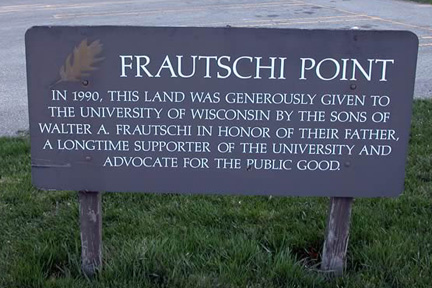 FRAUTSCHI POINT
IN 1990, THIS LAND WAS GENEROUSLY GIVEN TO
THE UNIVERSITY OF WISCONSIN BY THE SONS OF
WALTER A. FRAUTSCHI IN HONOR OF THEIR FATHER,
A LONGTIME SUPPORTER OF THE UNIVERSITY AND
ADVOCATE FOR THE PUBLIC GOOD.